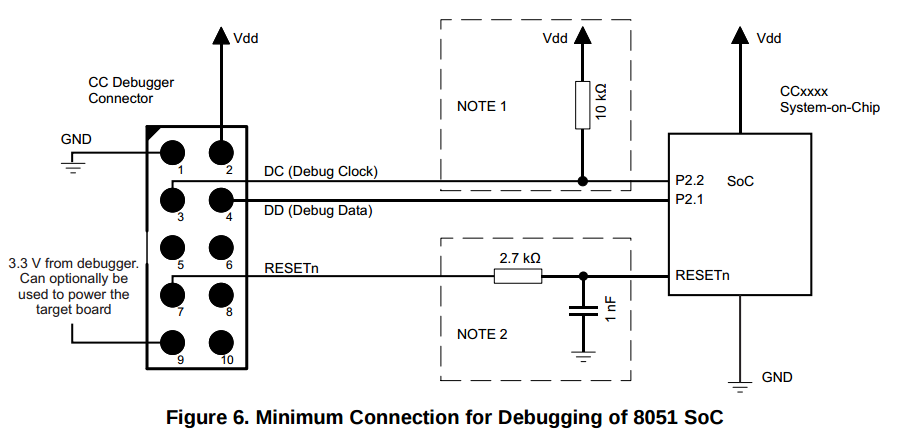 Vdd
Vdd
Vdd
CC Debugger
Connector
CCxxxx
System-on-Chip
NOTE 1
10 kΩ
GND
1
2
DC (Debug Clock)
P2.2
SoC
P2.1
3
4
DD (Debug Data)
3.3 V from debugger.
Can optionally be
used to power the
target board
5
6
RESETn
2.7 kΩ
RESETn
7
8
1 nF
NOTE 2
9
10
GND
Figure 6. Minimum Connection for Debugging of 8051 SoC